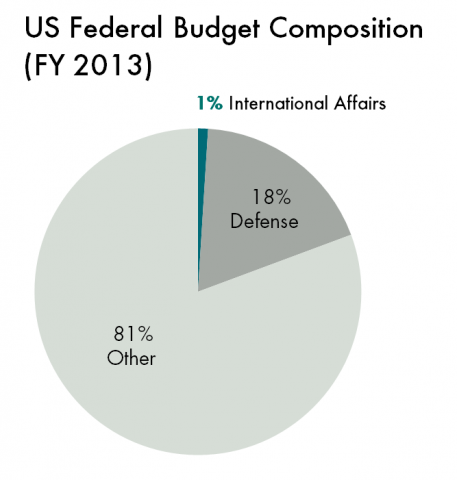 US Federal Budget Composition
(FY 2013)
1% International Affairs
18%
Defense
81%
Other